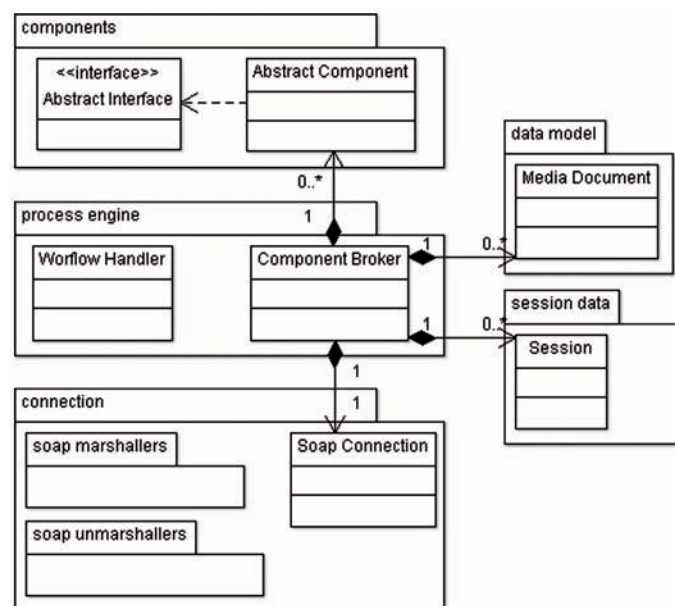 components
<<interface>>
Abstract Interface
Abstract Component
0..*
1
data model
Media Document
process engine
Worflow Handler
Component Broker
1
0..*
1
0..*
session data
Session
1
1
connection
soap marshallers
Soap Connection
soap unmarshallers